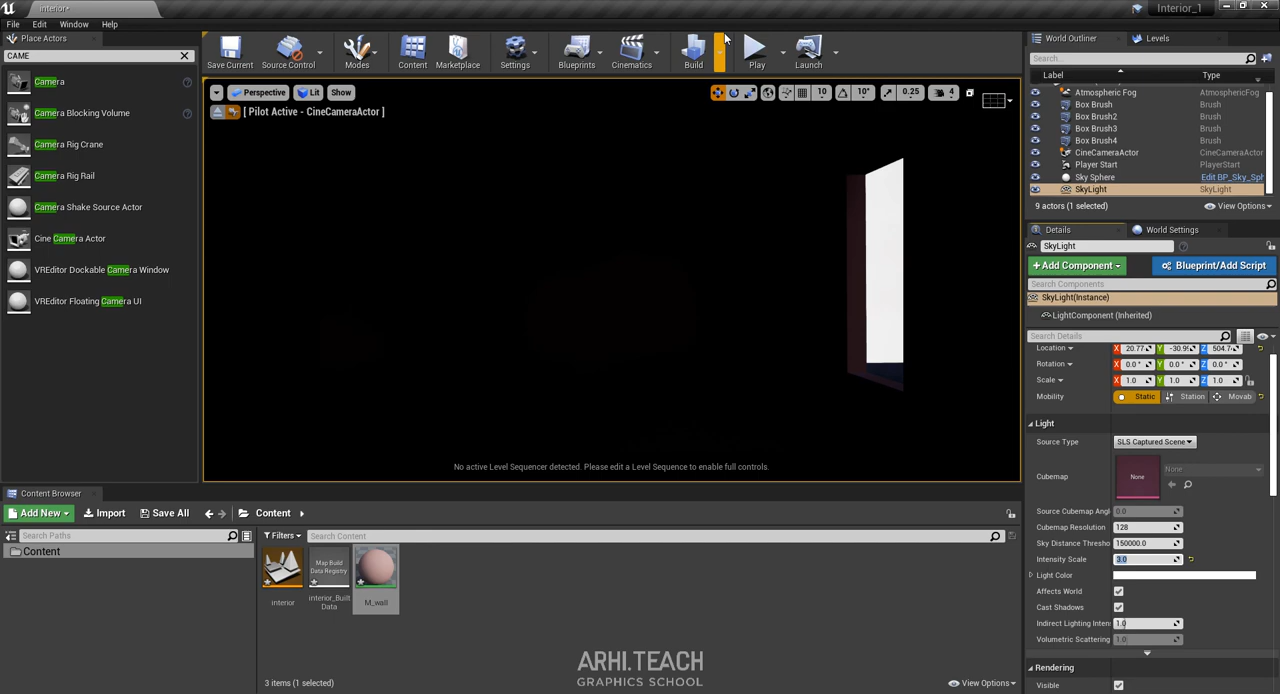 interior*
Interior_1
File Edit Window Help
Place Actors
CAME
Camera
Camera Blocking Volume
Camera Rig Crane
Camera Rig Rail
Camera Shake Source Actor
Cine Camera Actor
VREditor Dockable Camera Window
VREditor Floating Camera UI
Save Current
Source Control
Modes
Content
Marketplace
Settings
Blueprints
Cinematics
Build
Play
Launch
Perspective
Lit
Show
10
10°
0.25
4
[ Pilot Active - CineCameraActor ]
No active Level Sequencer detected. Please edit a Level Sequence to enable full controls.
World Outliner
Levels
Search...
Label Type
Atmospheric Fog AtmosphericFog
Box Brush Brush
Box Brush2 Brush
Box Brush3 Brush
Box Brush4 Brush
CineCameraActor CineCameraActor
Player Start PlayerStart
Sky Sphere Edit BP_Sky_Sph
SkyLight SkyLight
9 actors (1 selected)
View Options
Details
World Settings
SkyLight
+Add Component
Blueprint/Add Script
Search Components
SkyLight(Instance)
LightComponent (Inherited)
Search Details
Location X 20.77 Y -30.9 Z 504.
Rotation X 0.0 ° Y 0.0 ° Z 0.0 °
Scale X 1.0 Y 1.0 Z 1.0
Mobility Static Station Movab
Light
Source Type SLS Captured Scene
Cubemap None None
Source Cubemap Angl 0.0
Cubemap Resolution 128
Sky Distance Thresho 150000.0
Intensity Scale 3.0
Light Color
Affects World
Cast Shadows
Indirect Lighting Inten 1.0
Volumetric Scattering 1.0
Rendering
Visible
Content Browser
Add New
Import
Save All
Content
Search Paths
Content
Filters
Search Content
interior
Map Build
Data Registry
interior_Built
Data
M_wall
3 items (1 selected)
View Options
ARHI.TEACH
GRAPHICS SCHOOL